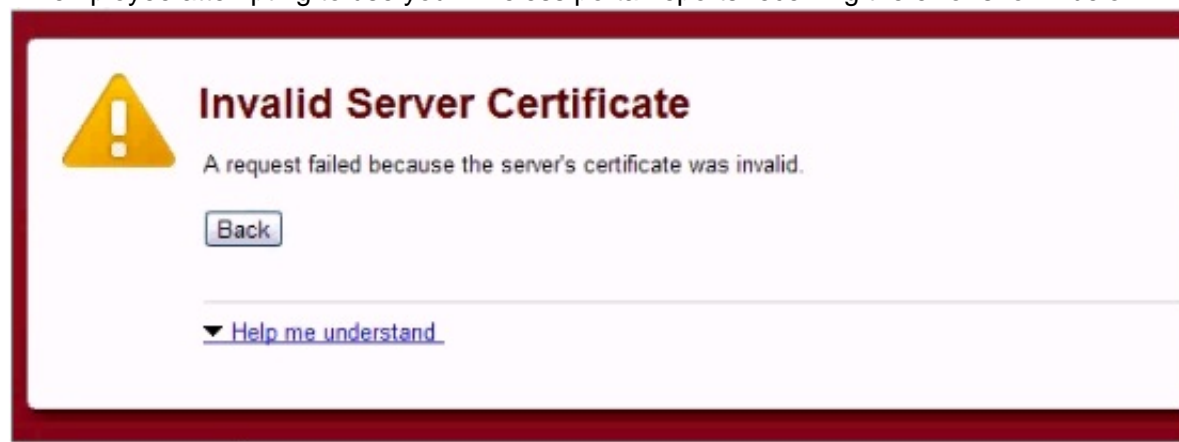 Invalid Server Certificate
A request failed because the server's certificate was invalid.
Back
Help me understand